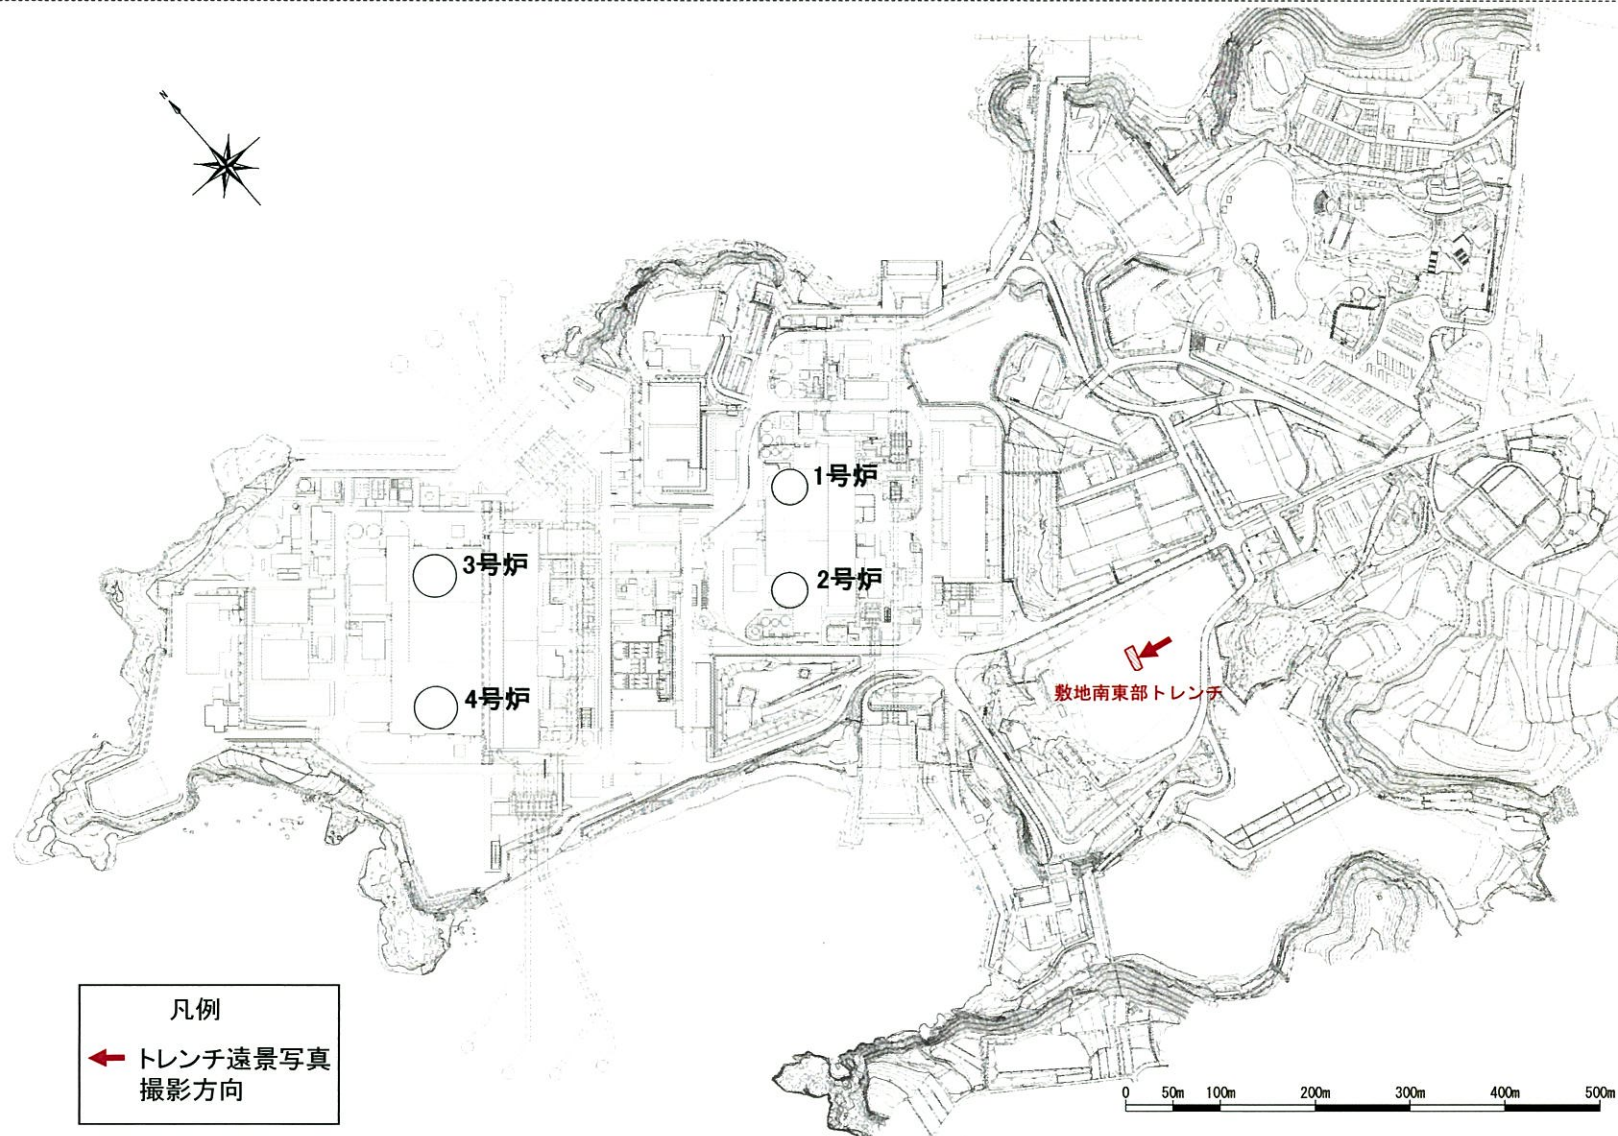 N
1号炉
3号炉
2号炉
4号炉
敷地南東部トレンチ
凡例
トレンチ遠景写真
撮影方向
0 50m 100m 200m 300m 400m 500m